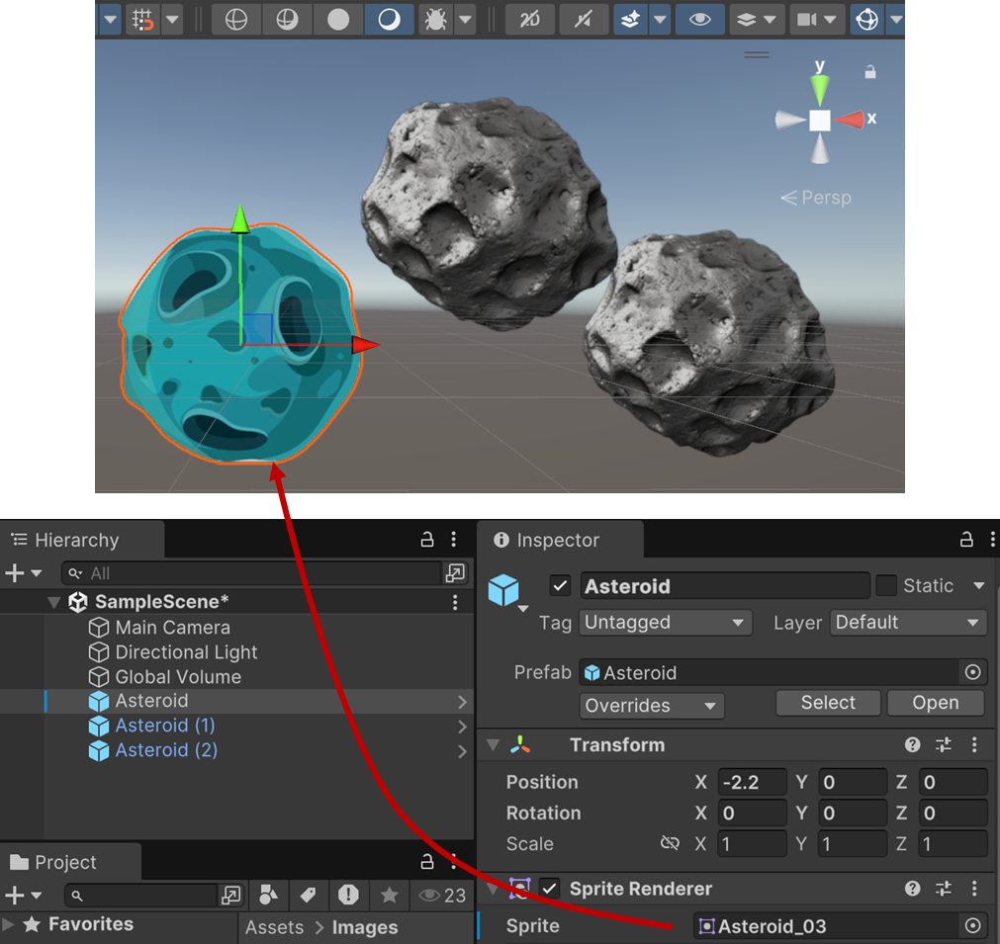 2D
y
x
Persp
Hierarchy
Inspector
All
Asteroid
Static
SampleScene*
Tag Untagged Layer Default
Main Camera
Directional Light
Global Volume
Prefab Asteroid
Asteroid
Overrides Select Open
Asteroid (1)
Asteroid (2)
Transform
Position X -2.2 Y 0 Z 0
Rotation X 0 Y 0 Z 0
Scale X 1 Y 1 Z 1
Project
23
Sprite Renderer
Favorites
Assets > Images
Sprite Asteroid_03